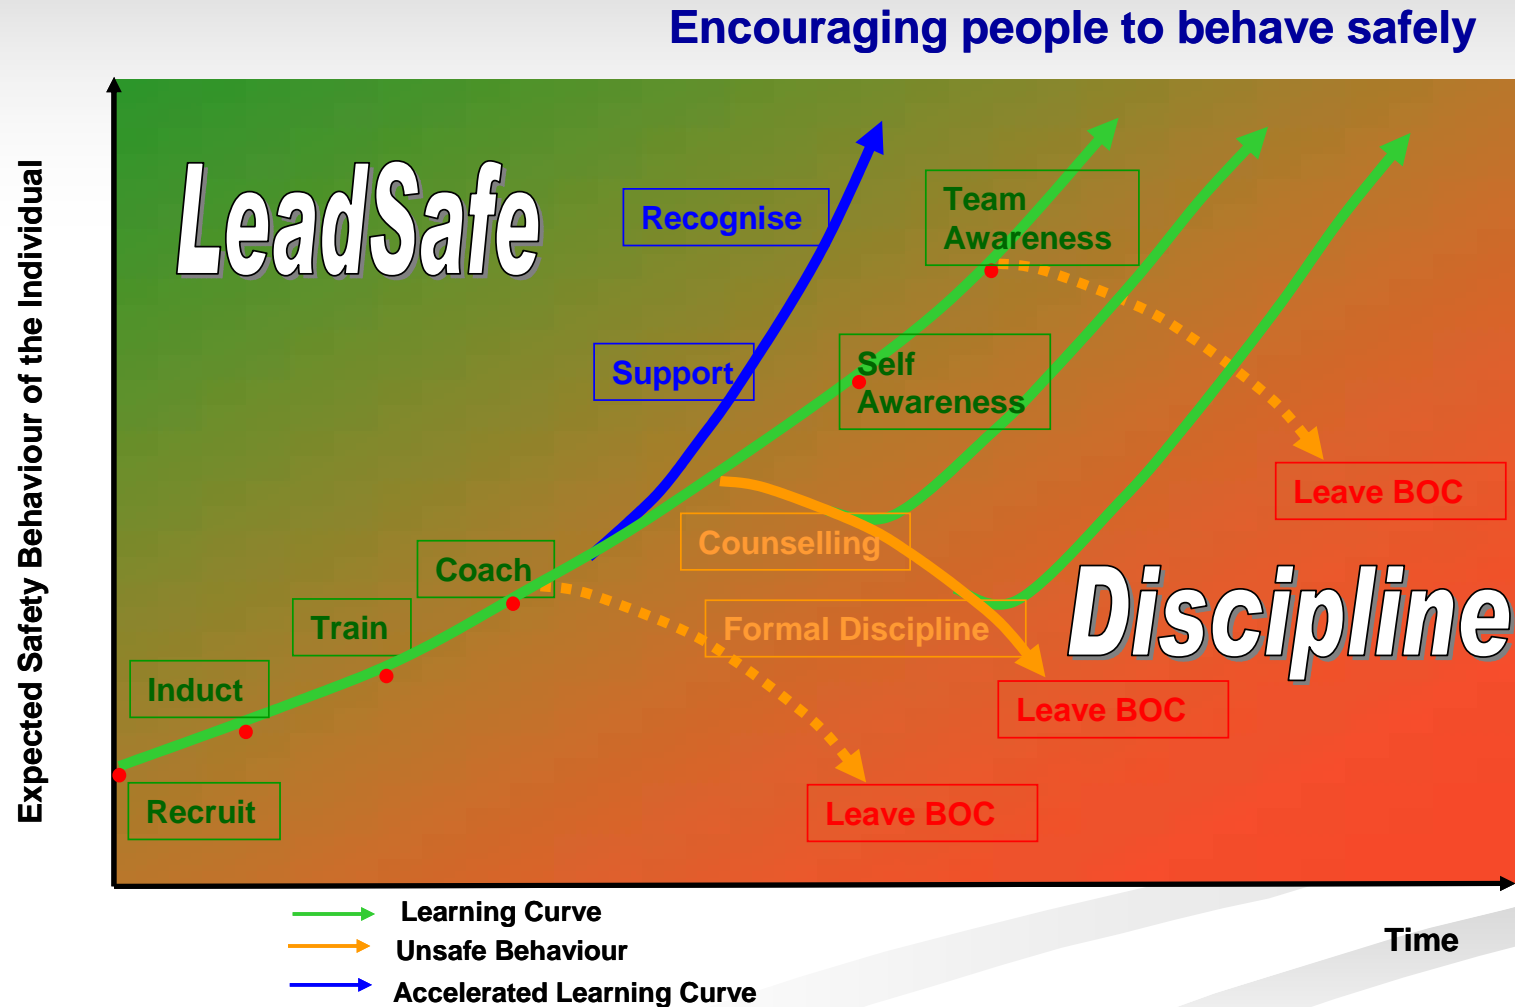 Encouraging people to behave safely
Expected Safety Behaviour of the Individual
LeadSafe
Recognise
Team
Awareness
Support
Self
Awareness
Leave BOC
Counselling
Coach
Discipline
Train
Formal Discipline
Induct
Leave BOC
Recruit
Leave BOC
Learning Curve
Unsafe Behaviour
Accelerated Learning Curve
Time